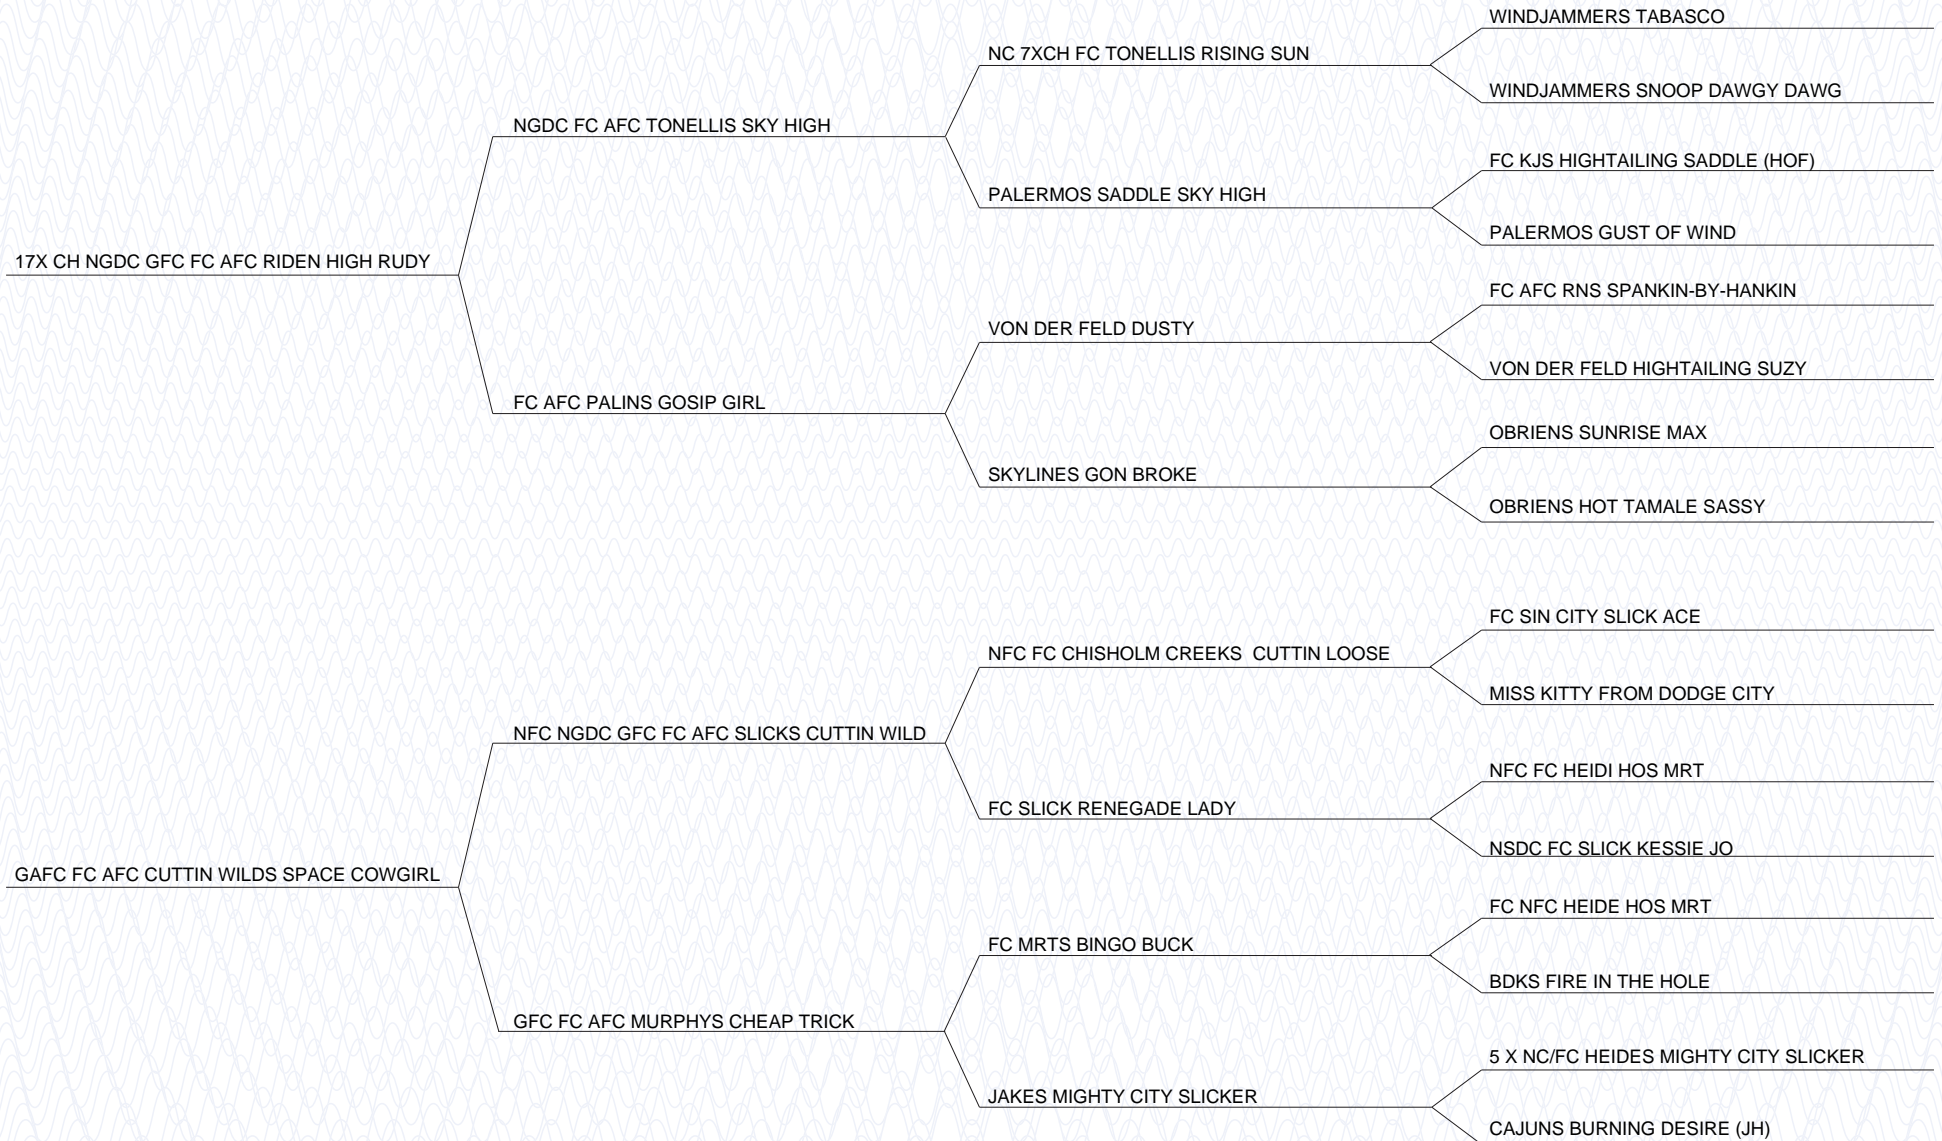 WINDJAMMERS TABASCO
NC 7XCH FC TONELLIS RISING SUN
WINDJAMMERS SNOOP DAWGY DAWG
NGDC FC AFC TONELLIS SKY HIGH
FC KJS HIGHTAILING SADDLE (HOF)
PALERMOS SADDLE SKY HIGH
PALERMOS GUST OF WIND
17X CH NGDC GFC FC AFC RIDEN HIGH RUDY
FC AFC RNS SPANKIN-BY-HANKIN
VON DER FELD DUSTY
VON DER FELD HIGHTAILING SUZY
FC AFC PALINS GOSIP GIRL
OBRIENS SUNRISE MAX
SKYLINES GON BROKE
OBRIENS HOT TAMALE SASSY
FC SIN CITY SLICK ACE
NFC FC CHISHOLM CREEKS  CUTTIN LOOSE
MISS KITTY FROM DODGE CITY
NFC NGDC GFC FC AFC SLICKS CUTTIN WILD
NFC FC HEIDI HOS MRT
FC SLICK RENEGADE LADY
NSDC FC SLICK KESSIE JO
GAFC FC AFC CUTTIN WILDS SPACE COWGIRL
FC NFC HEIDE HOS MRT
FC MRTS BINGO BUCK
BDKS FIRE IN THE HOLE
GFC FC AFC MURPHYS CHEAP TRICK
5 X NC/FC HEIDES MIGHTY CITY SLICKER
JAKES MIGHTY CITY SLICKER
CAJUNS BURNING DESIRE (JH)